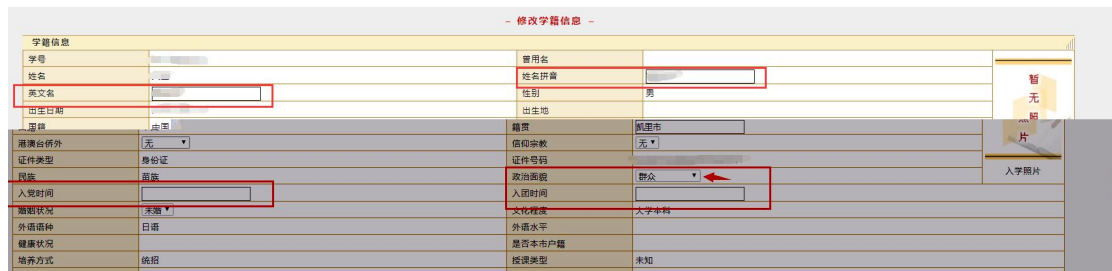 - 修改学籍信息 -
学籍信息
学号 曾用名
姓名 姓名拼音
英文名 性别 男
出生日期 出生地
国籍 中国 籍贯 凯里市
港澳台侨外 无 信仰宗教 无
证件类型 身份证 证件号码
民族 苗族 政治面貌 群众
入党时间 入团时间
婚姻状况 未婚 文化程度 大学本科
外语语种 日语 外语水平
健康状况 是否本市户籍
培养方式 统招 授课类型 未知
暂
无
照
片
入学照片